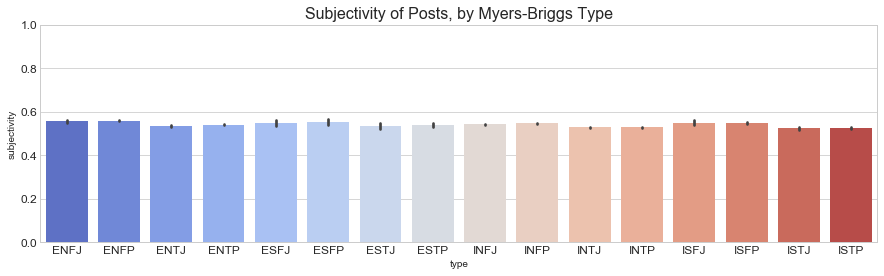 Subjectivity of Posts, by Myers-Briggs Type
1.0
0.8
0.6
0.4
0.2
0.0
subjectivity
ENFJ ENFP ENTJ ENTP ESFJ ESFP ESTJ ESTP INFJ INFP INTJ INTP ISFJ ISFP ISTJ ISTP
type